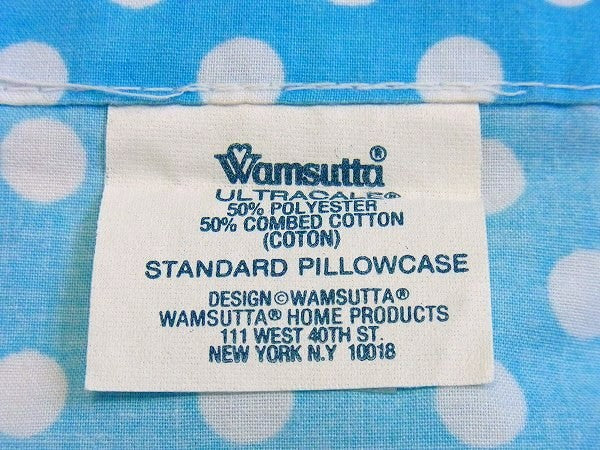 Wamsutta®
ULTRACALE®
50% POLYESTER
50% COMBED COTTON
(COTON)
STANDARD PILLOWCASE
DESIGN © WAMSUTTA®
WAMSUTTA® HOME PRODUCTS
111 WEST 40TH ST.
NEW YORK N.Y 10018